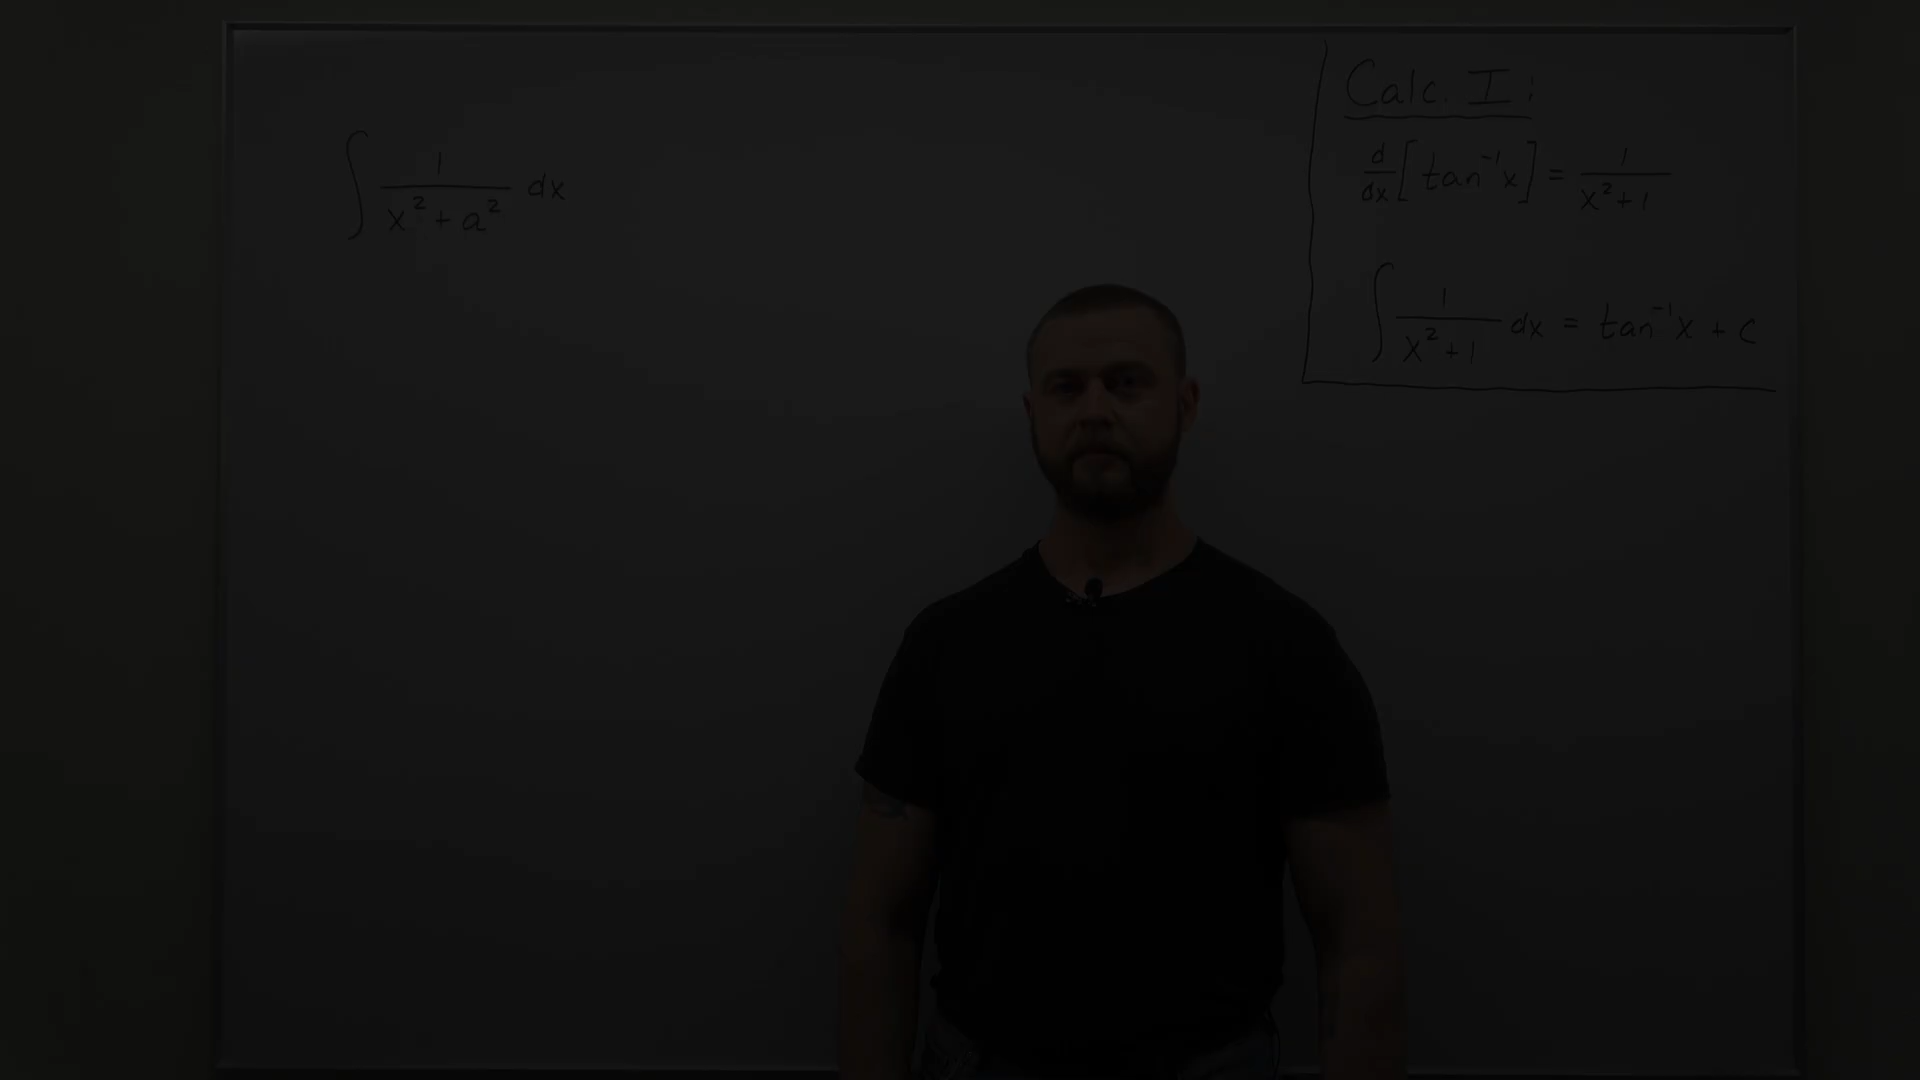 ∫ 1/(x² + a²) dx
Calc. I:
d/dx [tan⁻¹x] = 1/(x²+1)
∫ 1/(x²+1) dx = tan⁻¹x + c